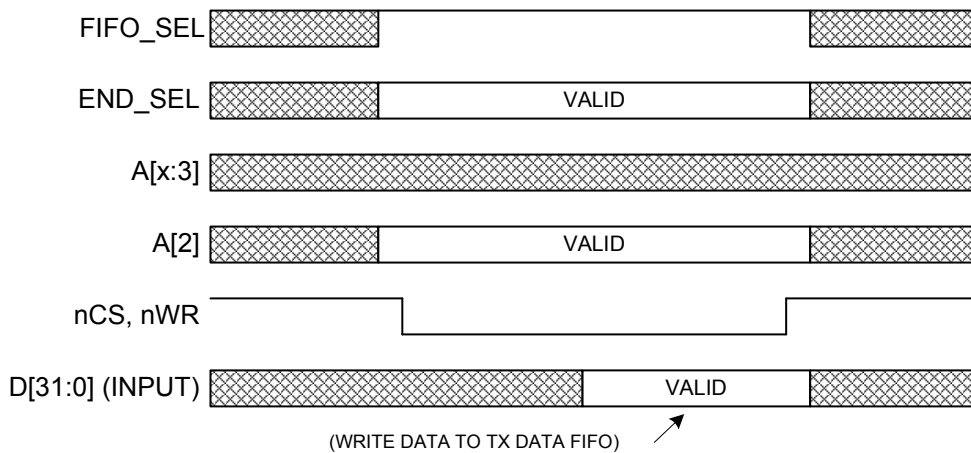 FIFO_SEL
END_SEL VALID
A[x:3]
A[2] VALID
nCS, nWR
D[31:0] (INPUT) VALID
(WRITE DATA TO TX DATA FIFO)